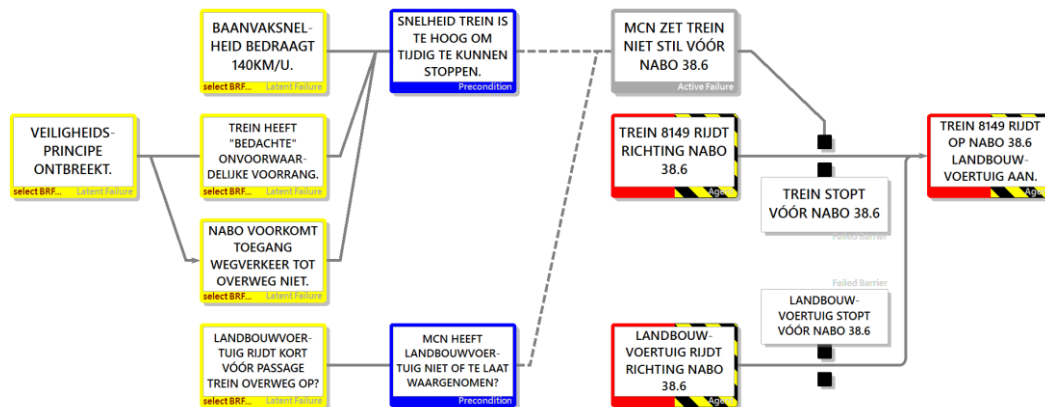 BAANVAKSNEL-
HEID BEDRAAGT
140KM/U.
select BRF... Latent Failure
SNELHEID TREIN IS
TE HOOG OM
TIJDIG TE KUNNEN
STOPPEN.
Precondition
MCN ZET TREIN
NIET STIL VÓÓR
NABO 38.6
Active Failure
VEILIGHEIDS-
PRINCIPE
ONTBREEKT.
select BRF... Latent Failure
TREIN HEEFT
"BEDACHTE"
ONVOORWAAR-
DELIJKE VOORRANG.
select BRF... Latent Failure
TREIN 8149 RIJDT
RICHTING NABO
38.6
Age
TREIN STOPT
VÓÓR NABO 38.6
Failed Barrier
TREIN 8149 RIJDT
OP NABO 38.6
LANDBOUW-
VOERTUIG AAN.
Age
NABO VOORKOMT
TOEGANG
WEGVERKEER TOT
OVERWEG NIET.
select BRF... Latent Failure
Failed Barrier
LANDBOUW-
VOERTUIG STOPT
VÓÓR NABO 38.6
LANDBOUWVOER-
TUIG RIJDT KORT
VÓÓR PASSAGE
TREIN OVERWEG OP?
select BRF... Latent Failure
MCN HEEFT
LANDBOUWVOER-
TUIG NIET OF TE LAAT
WAARGENOMEN?
Precondition
LANDBOUW-
VOERTUIG RIJDT
RICHTING NABO
38.6
Age